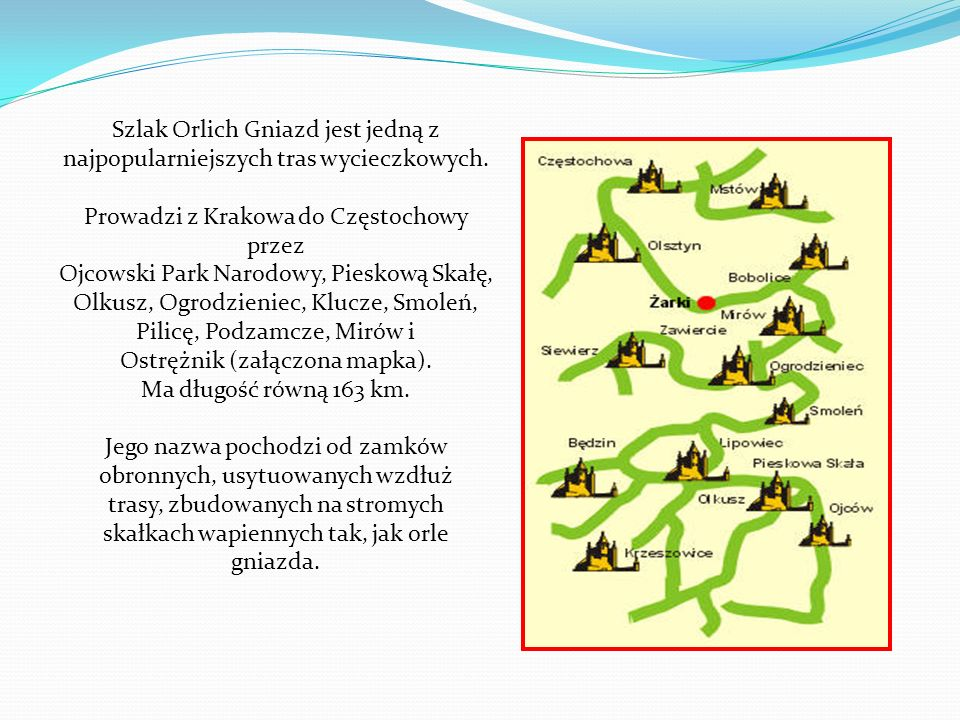 Szlak Orlich Gniazd jest jedną z
najpopularniejszych tras wycieczkowych.
Prowadzi z Krakowa do Częstochowy
przez
Ojcowski Park Narodowy, Pieskową Skałę,
Olkusz, Ogrodzieniec, Klucze, Smoleń,
Pilicę, Podzamcze, Mirów i
Ostrężnik (załączona mapka).
Ma długość równą 163 km.
Jego nazwa pochodzi od zamków
obronnych, usytuowanych wzdłuż
trasy, zbudowanych na stromych
skałkach wapiennych tak, jak orle
gniazda.
Częstochowa
Mstów
Olsztyn
Bobolice
Żarki
Mirów
Zawiercie
Siewierz
Ogrodzieniec
Smoleń
Będzin
Lipowiec
Pieskowa Skała
Olkusz
Ojców
Krzeszowice